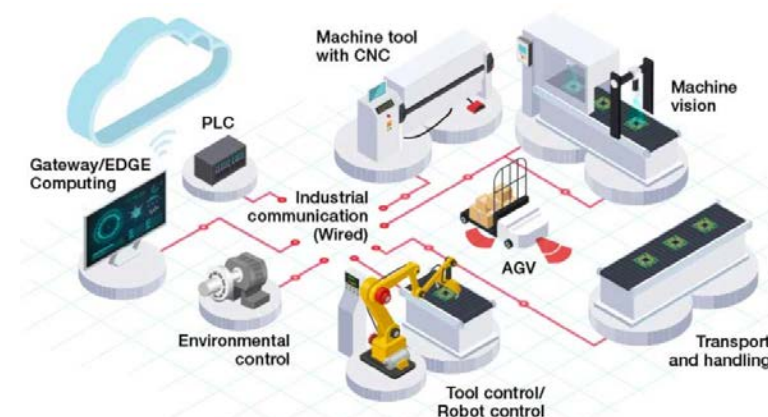 Machine tool
with CNC
Machine
vision
PLC
Gateway/EDGE
Computing
Industrial
communication
(Wired)
AGV
Environmental
control
Transport
and handling
Tool control/
Robot control